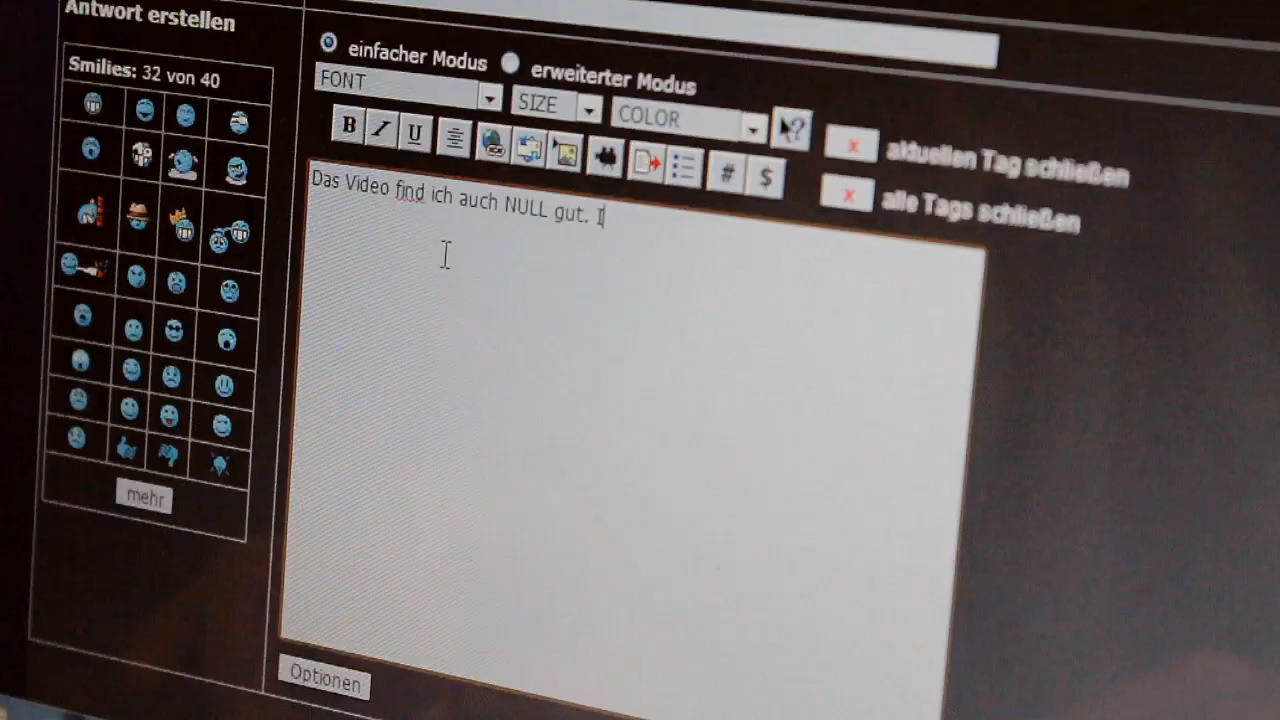 Antwort erstellen
Smilies: 32 von 40
mehr
einfacher Modus erweiterter Modus
FONT SIZE COLOR
B I U # $
x aktuellen Tag schließen
x alle Tags schließen
Das Video find ich auch NULL gut. I
Optionen